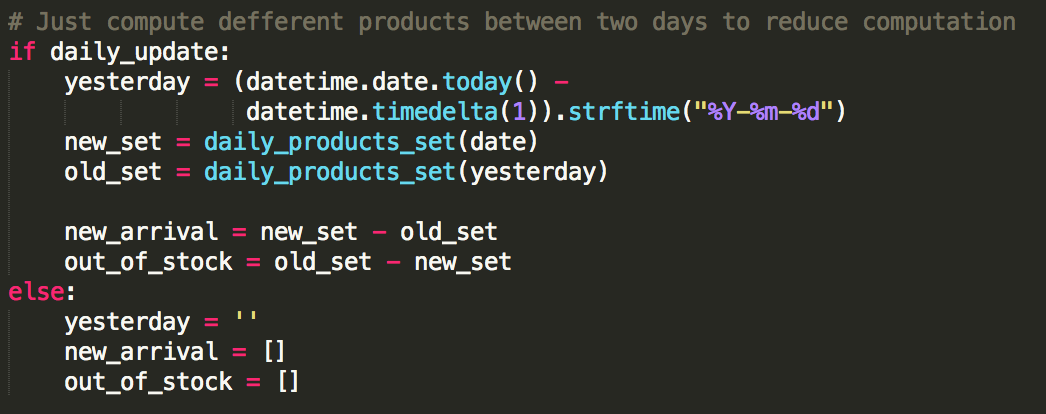 # Just compute defferent products between two days to reduce computation
if daily_update:
    yesterday = (datetime.date.today() -
                 datetime.timedelta(1)).strftime("%Y-%m-%d")
    new_set = daily_products_set(date)
    old_set = daily_products_set(yesterday)

    new_arrival = new_set - old_set
    out_of_stock = old_set - new_set
else:
    yesterday = ''
    new_arrival = []
    out_of_stock = []